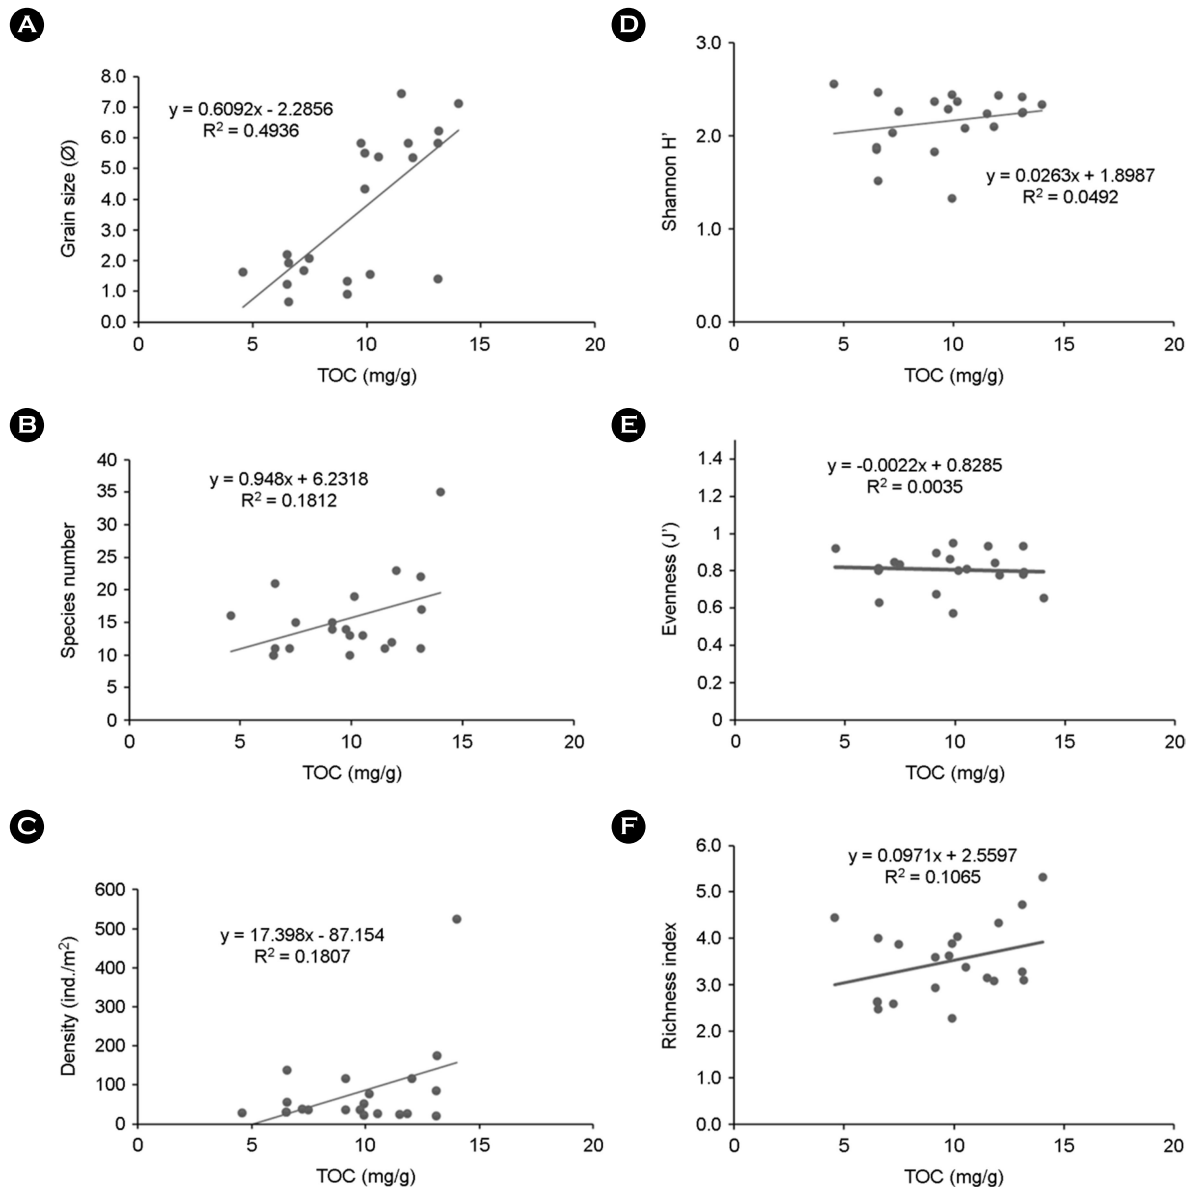 A
8.0
7.0
6.0
5.0
4.0
3.0
2.0
1.0
0.0
Grain size (Ø)
y = 0.6092x - 2.2856
R² = 0.4936
0 5 10 15 20
TOC (mg/g)
B
40
35
30
25
20
15
10
5
0
Species number
y = 0.948x + 6.2318
R² = 0.1812
0 5 10 15 20
TOC (mg/g)
C
600
500
400
300
200
100
0
Density (ind./m²)
y = 17.398x - 87.154
R² = 0.1807
0 5 10 15 20
TOC (mg/g)
D
3.0
2.0
1.0
0.0
Shannon H’
y = 0.0263x + 1.8987
R² = 0.0492
0 5 10 15 20
TOC (mg/g)
E
1.4
1.2
1
0.8
0.6
0.4
0.2
0
Evenness (J’)
y = -0.0022x + 0.8285
R² = 0.0035
0 5 10 15 20
TOC (mg/g)
F
6.0
5.0
4.0
3.0
2.0
1.0
0.0
Richness index
y = 0.0971x + 2.5597
R² = 0.1065
0 5 10 15 20
TOC (mg/g)